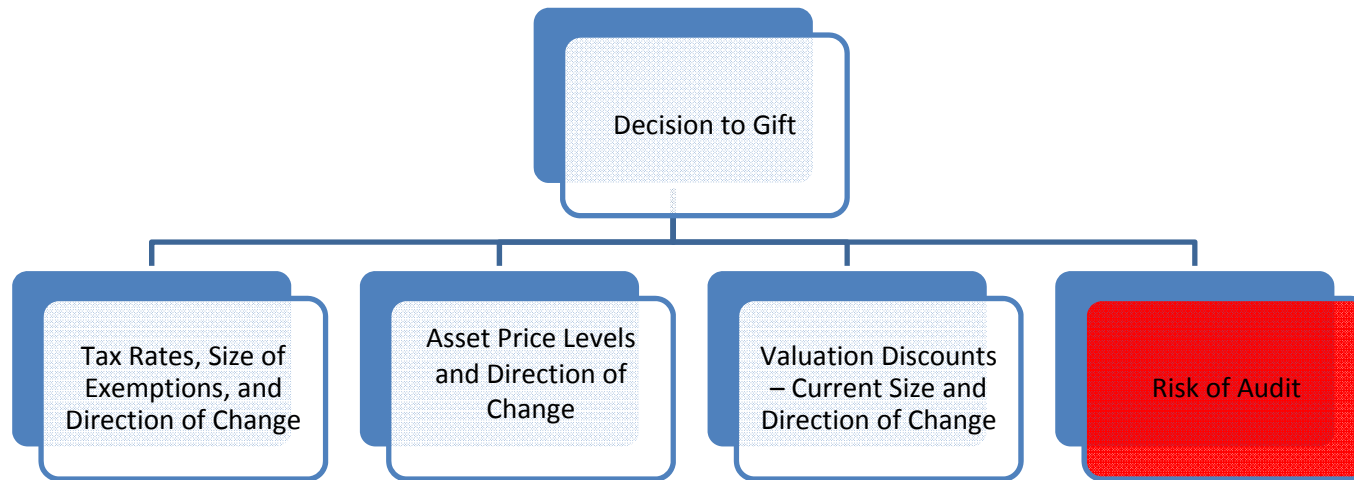 Decision to Gift
Tax Rates, Size of
Exemptions, and
Direction of Change
Asset Price Levels
and Direction of
Change
Valuation Discounts
– Current Size and
Direction of Change
Risk of Audit